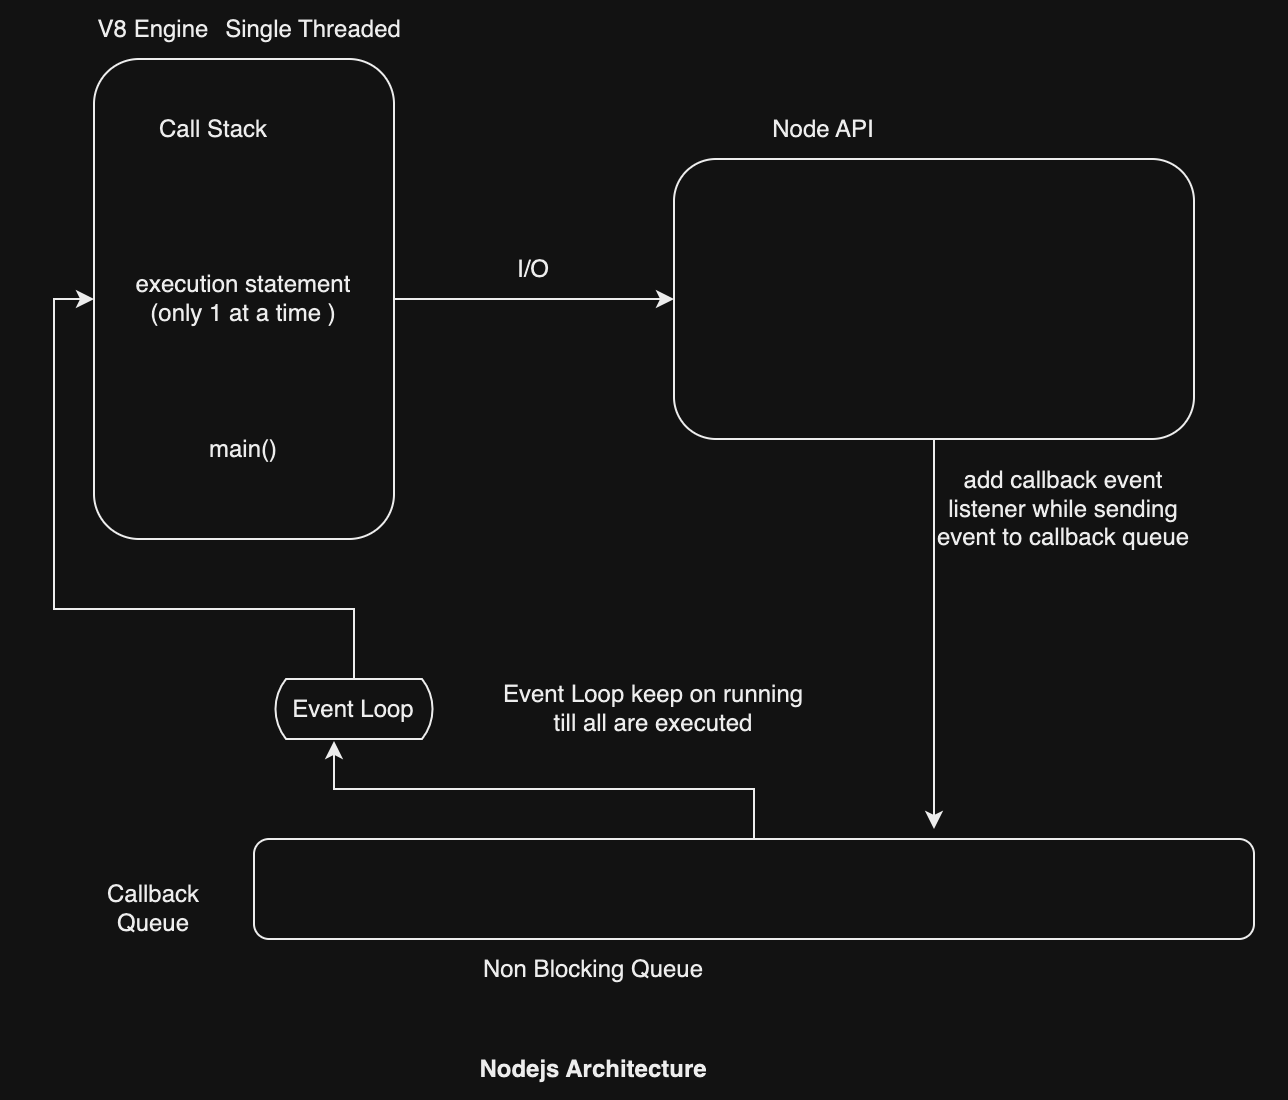 V8 Engine Single Threaded
Call Stack
Node API
I/O
execution statement
(only 1 at a time )
main()
add callback event
listener while sending
event to callback queue
Event Loop
Event Loop keep on running
till all are executed
Callback
Queue
Non Blocking Queue
Nodejs Architecture